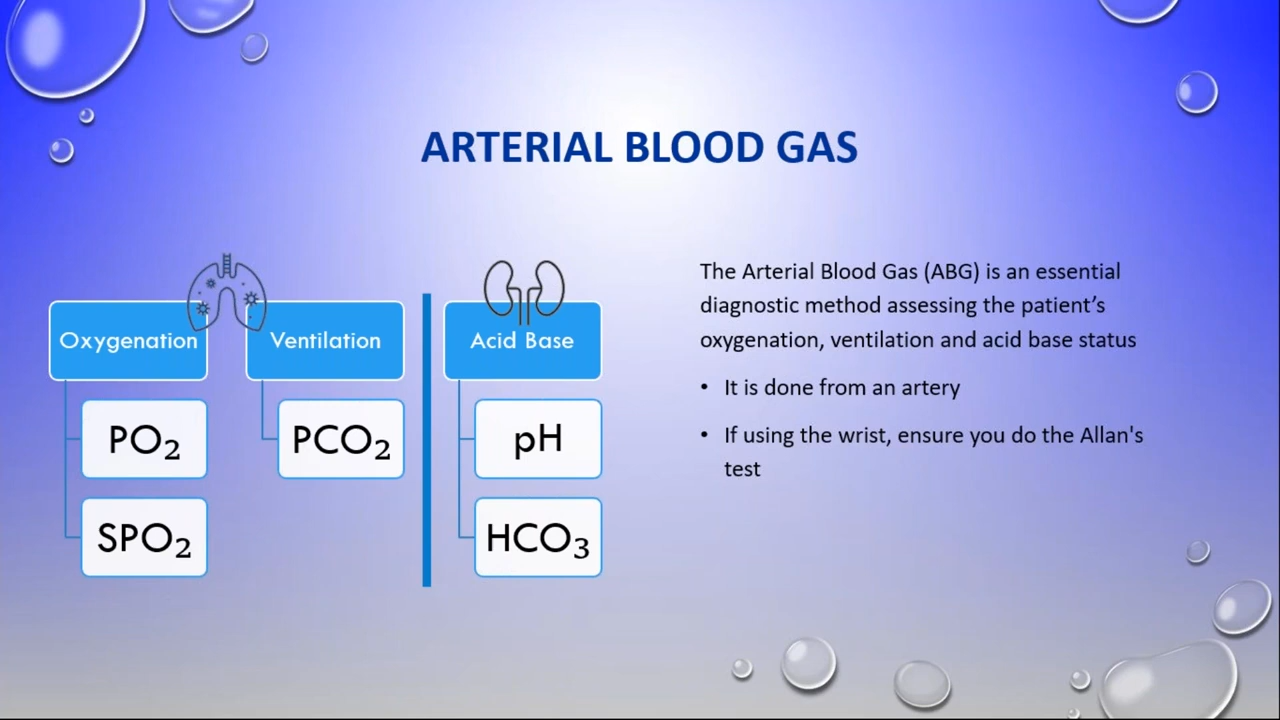 ARTERIAL BLOOD GAS
Oxygenation
PO₂
SPO₂
Ventilation
PCO₂
Acid Base
pH
HCO₃
The Arterial Blood Gas (ABG) is an essential
diagnostic method assessing the patient’s
oxygenation, ventilation and acid base status
• It is done from an artery
• If using the wrist, ensure you do the Allan's
test